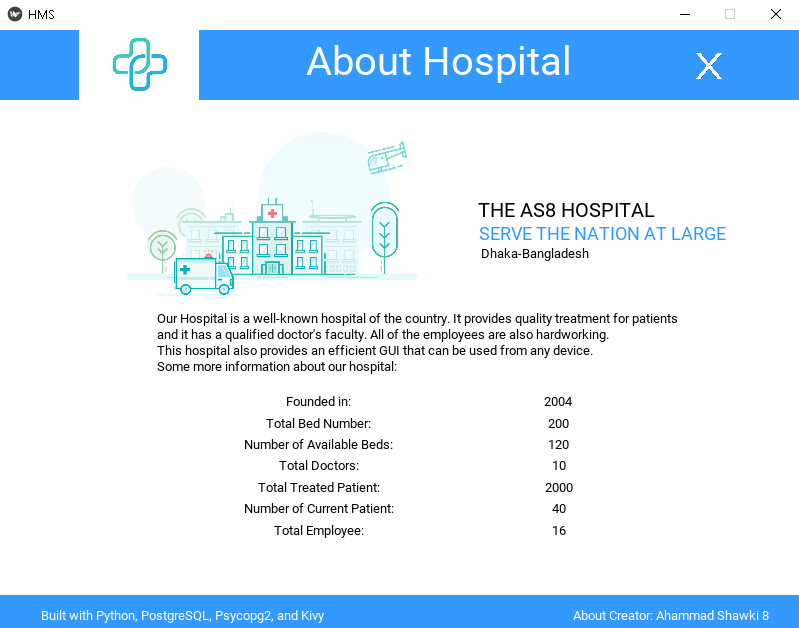 HMS
About Hospital
X
THE AS8 HOSPITAL
SERVE THE NATION AT LARGE
Dhaka-Bangladesh
Our Hospital is a well-known hospital of the country. It provides quality treatment for patients
and it has a qualified doctor's faculty. All of the employees are also hardworking.
This hospital also provides an efficient GUI that can be used from any device.
Some more information about our hospital:
Founded in: 2004
Total Bed Number: 200
Number of Available Beds: 120
Total Doctors: 10
Total Treated Patient: 2000
Number of Current Patient: 40
Total Employee: 16
Built with Python, PostgreSQL, Psycopg2, and Kivy About Creator: Ahammad Shawki 8